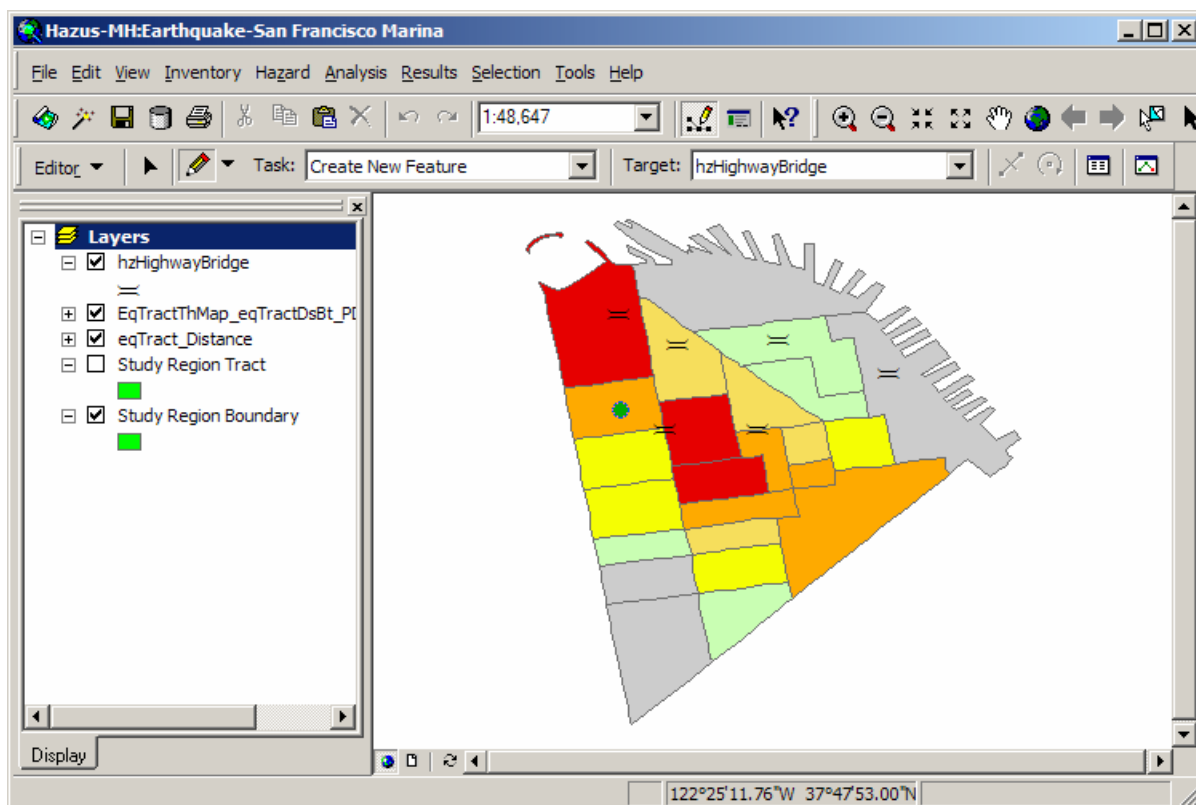 Hazus-MH:Earthquake-San Francisco Marina
File Edit View Inventory Hazard Analysis Results Selection Tools Help
1:48,647
Editor Task: Create New Feature Target: hzHighwayBridge
Layers
hzHighwayBridge
EqTractThMap_eqTractDsBt_PI
eqTract_Distance
Study Region Tract
Study Region Boundary
Display
122°25'11.76"W 37°47'53.00"N